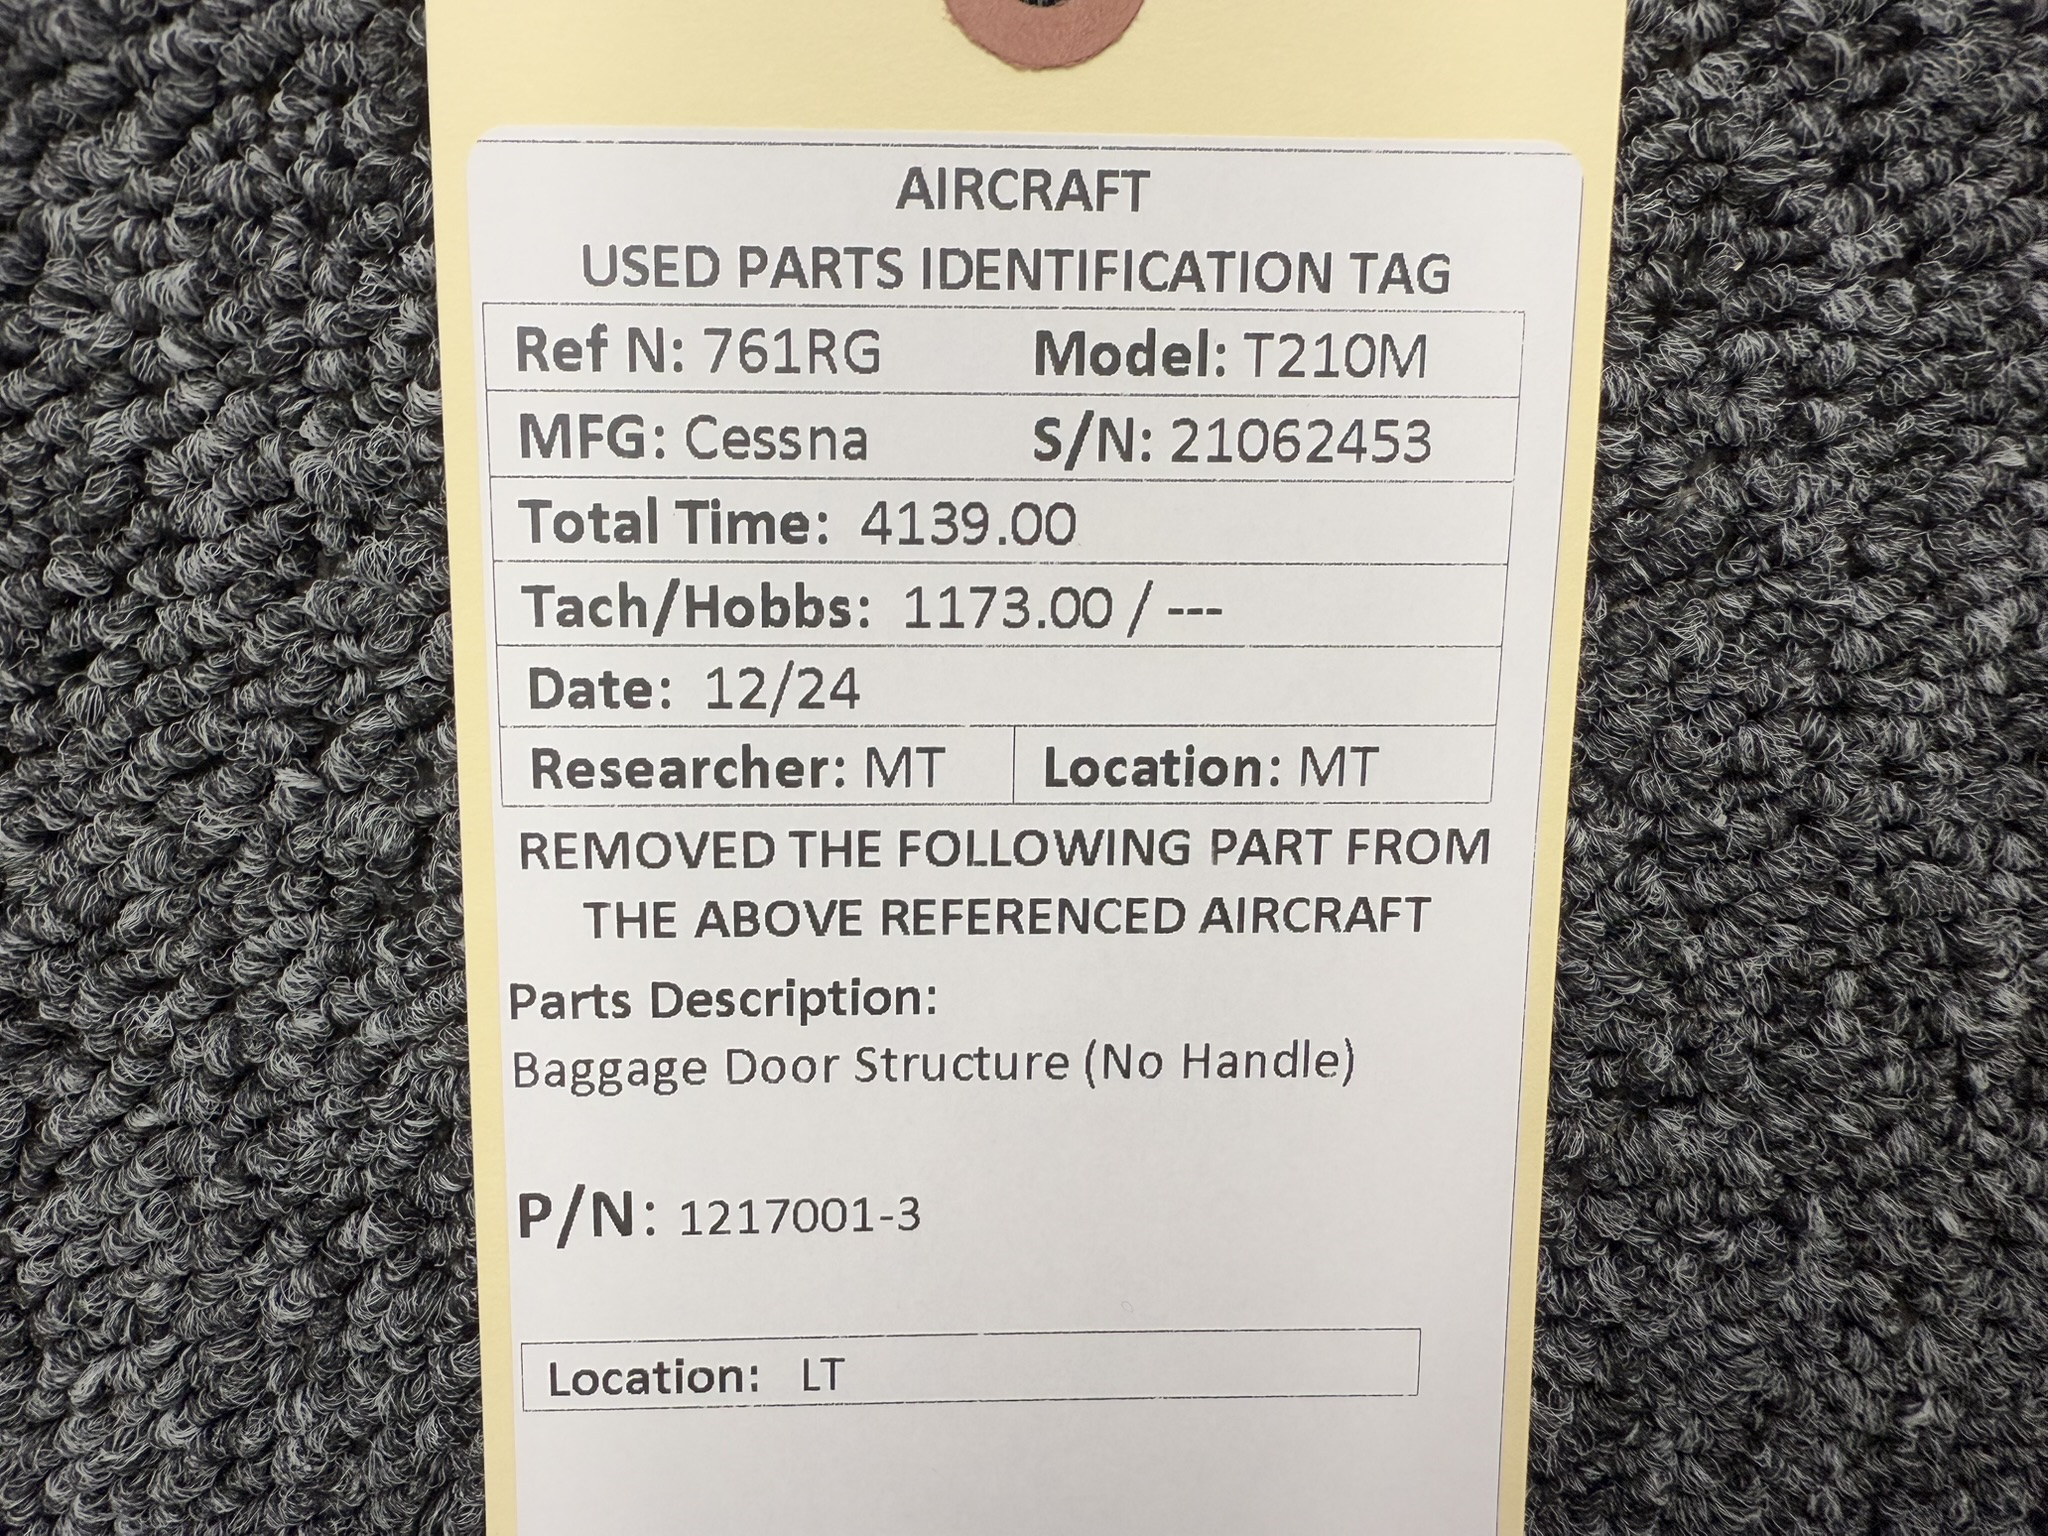 AIRCRAFT
USED PARTS IDENTIFICATION TAG
Ref N: 761RG Model: T210M
MFG: Cessna S/N: 21062453
Total Time: 4139.00
Tach/Hobbs: 1173.00 / ---
Date: 12/24
Researcher: MT Location: MT
REMOVED THE FOLLOWING PART FROM
THE ABOVE REFERENCED AIRCRAFT
Parts Description:
Baggage Door Structure (No Handle)
P/N: 1217001-3
Location: LT